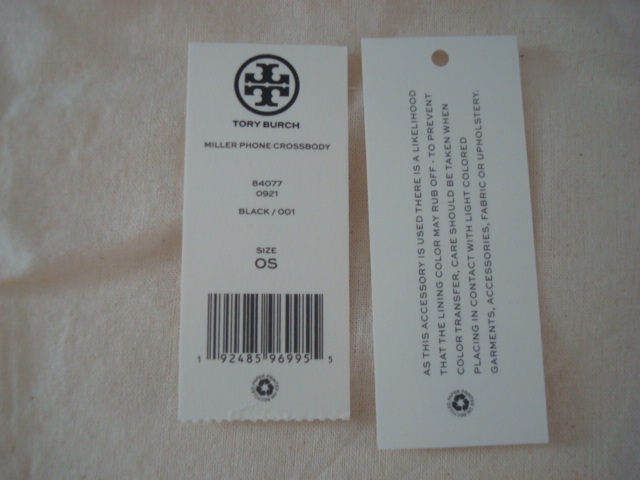 TORY BURCH
MILLER PHONE CROSSBODY
84077
0921
BLACK / 001
SIZE
OS
1 92485 96995 5
AS THIS ACCESSORY IS USED THERE IS A LIKELIHOOD
THAT THE LINING COLOR MAY RUB OFF - TO PREVENT
COLOR TRANSFER, CARE SHOULD BE TAKEN WHEN
PLACING IN CONTACT WITH LIGHT COLORED
GARMENTS, ACCESSORIES, FABRIC OR UPHOLSTERY.